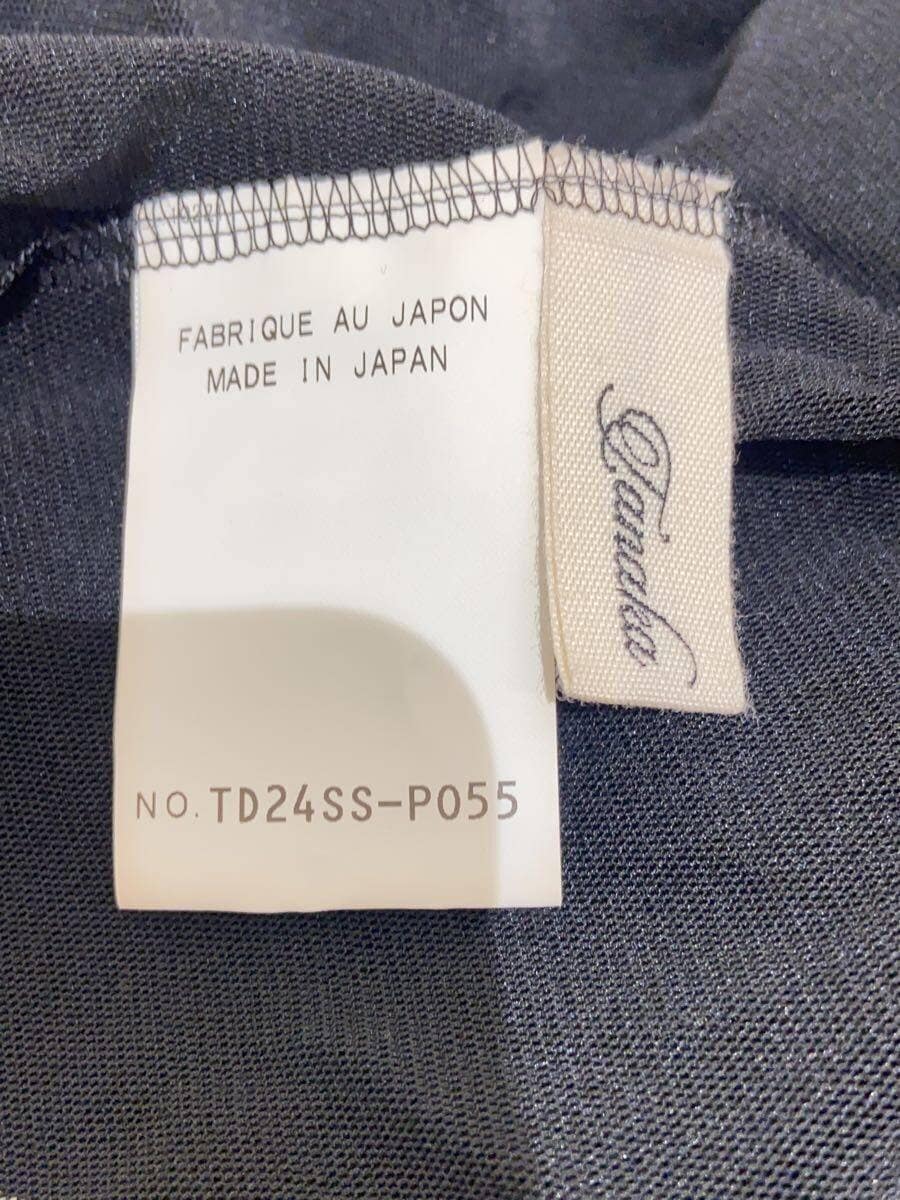 FABRIQUE AU JAPON
MADE IN JAPAN
NO. TD24SS-P055
Tanaka